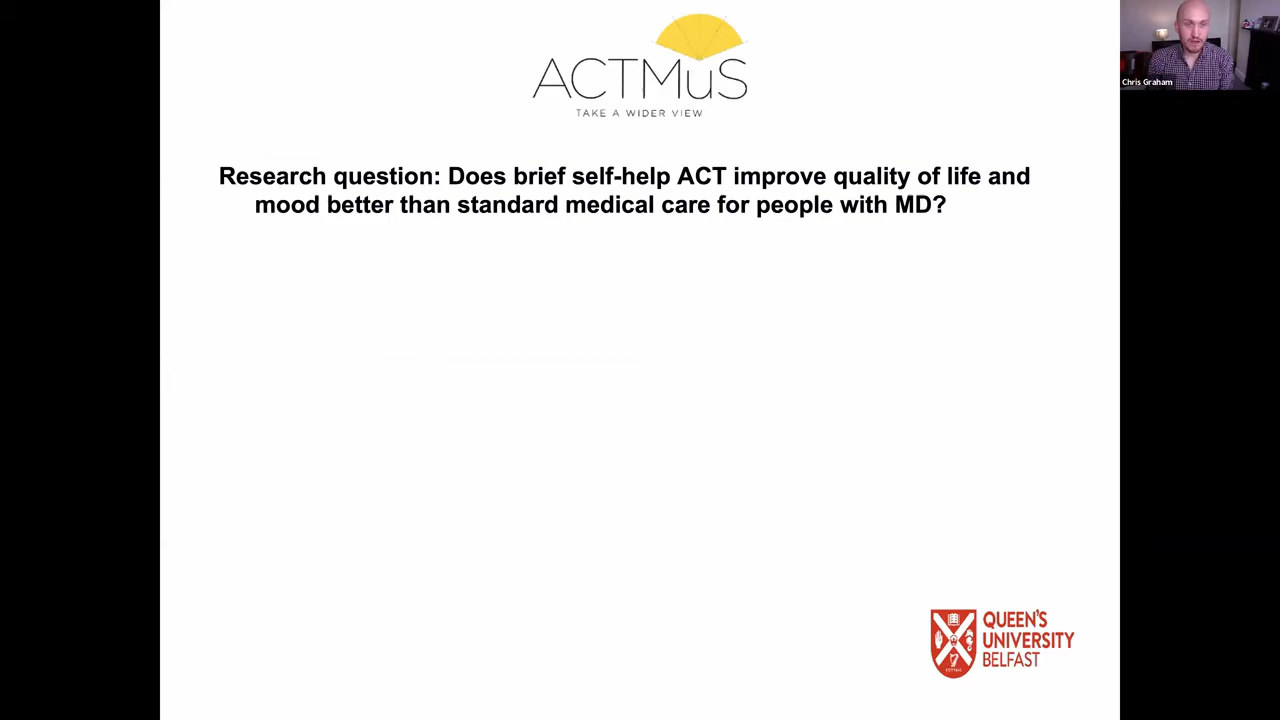 ACTMuS
TAKE A WIDER VIEW
Chris Graham
Research question: Does brief self-help ACT improve quality of life and
mood better than standard medical care for people with MD?
QUEEN'S
UNIVERSITY
BELFAST